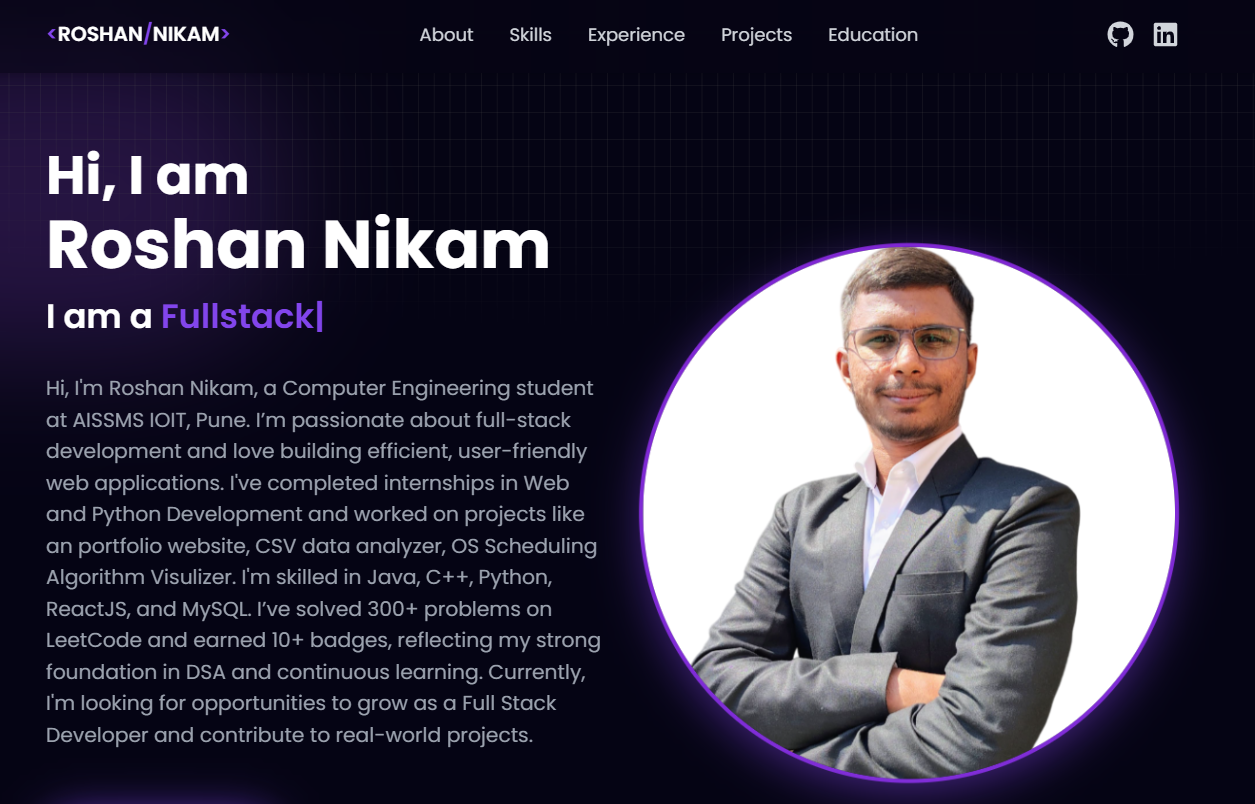 <ROSHAN/NIKAM>
About Skills Experience Projects Education
in
Hi, I am
Roshan Nikam
I am a Fullstack|
Hi, I'm Roshan Nikam, a Computer Engineering student
at AISSMS IOIT, Pune. I’m passionate about full-stack
development and love building efficient, user-friendly
web applications. I've completed internships in Web
and Python Development and worked on projects like
an portfolio website, CSV data analyzer, OS Scheduling
Algorithm Visulizer. I'm skilled in Java, C++, Python,
ReactJS, and MySQL. I’ve solved 300+ problems on
LeetCode and earned 10+ badges, reflecting my strong
foundation in DSA and continuous learning. Currently,
I'm looking for opportunities to grow as a Full Stack
Developer and contribute to real-world projects.